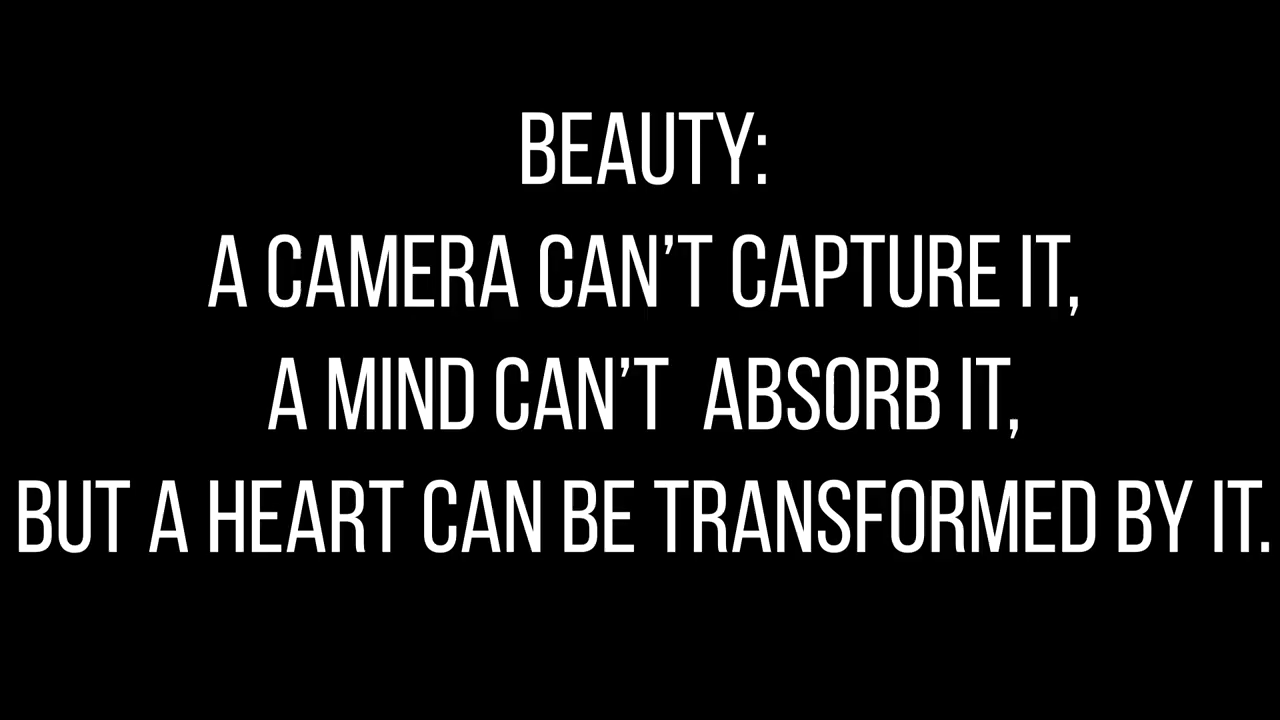 BEAUTY:
A CAMERA CAN’T CAPTURE IT,
A MIND CAN’T  ABSORB IT,
BUT A HEART CAN BE TRANSFORMED BY IT.